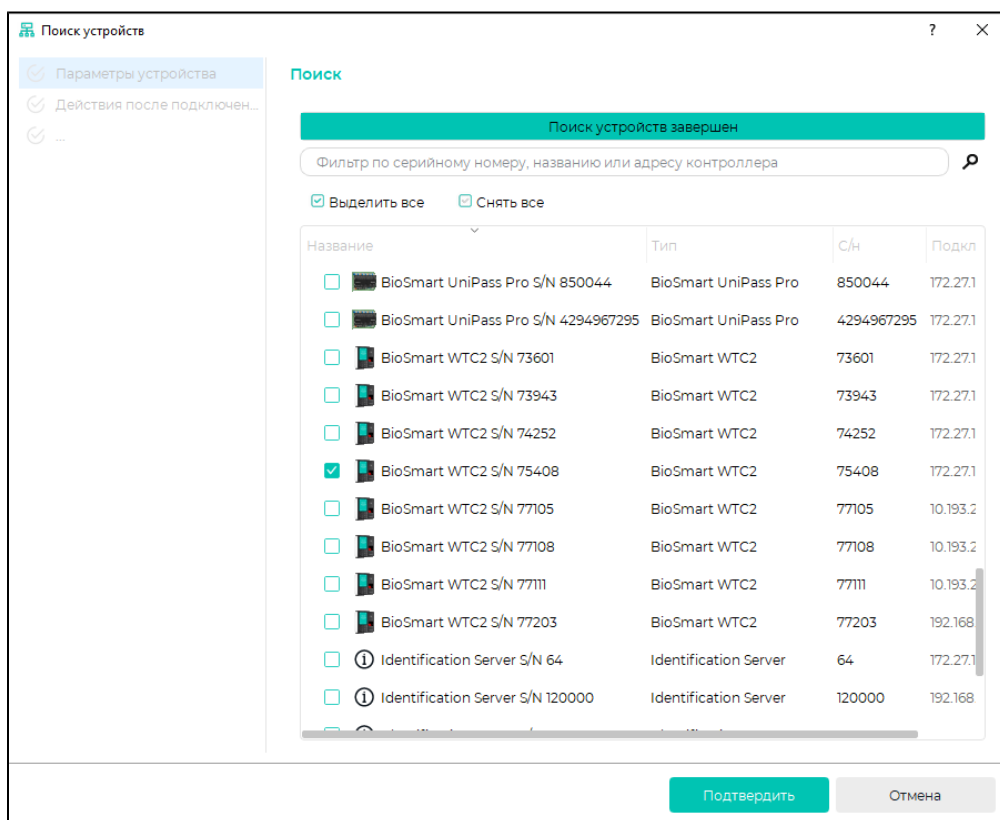 Поиск устройств ?
Параметры устройства
Действия после подключен...
...
Поиск
Поиск устройств завершен
Фильтр по серийному номеру, названию или адресу контроллера
Выделить все Снять все
Название Тип С/н Подкл
BioSmart UniPass Pro S/N 850044 BioSmart UniPass Pro 850044 172.27.1
BioSmart UniPass Pro S/N 4294967295 BioSmart UniPass Pro 4294967295 172.27.1
BioSmart WTC2 S/N 73601 BioSmart WTC2 73601 172.27.1
BioSmart WTC2 S/N 73943 BioSmart WTC2 73943 172.27.1
BioSmart WTC2 S/N 74252 BioSmart WTC2 74252 172.27.1
BioSmart WTC2 S/N 75408 BioSmart WTC2 75408 172.27.1
BioSmart WTC2 S/N 77105 BioSmart WTC2 77105 10.193.2
BioSmart WTC2 S/N 77108 BioSmart WTC2 77108 10.193.2
BioSmart WTC2 S/N 77111 BioSmart WTC2 77111 10.193.2
BioSmart WTC2 S/N 77203 BioSmart WTC2 77203 192.168
Identification Server S/N 64 Identification Server 64 172.27.1
Identification Server S/N 120000 Identification Server 120000 192.168
Подтвердить Отмена